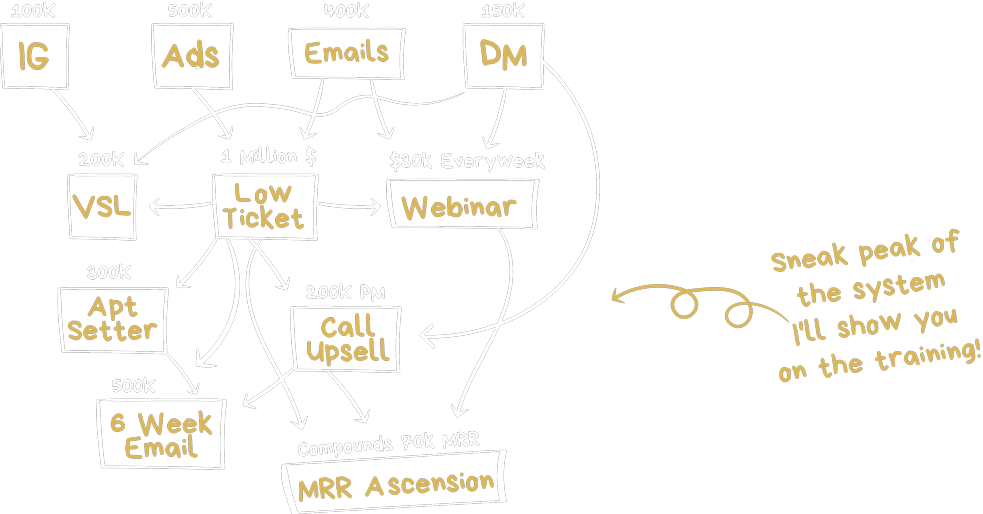 100K
500K
400K
150K
IG
Ads
Emails
DM
200K
1 Million $
$30k Everyweek
VSL
Low
Ticket
Webinar
300K
Apt
Setter
200K PM
Call
Upsell
500K
6 Week
Email
Compounds 70k MRR
MRR Ascension
Sneak peak of
the system
I'll show you
on the training!